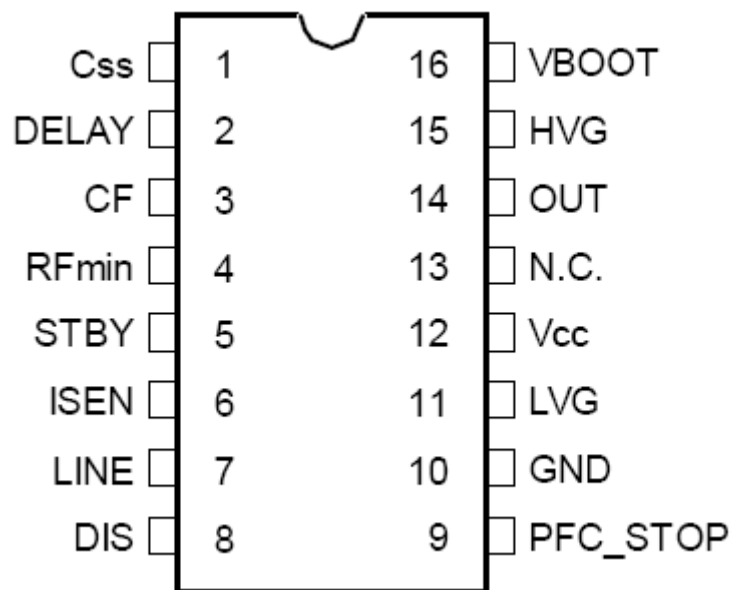 Css 1 16 VBOOT
DELAY 2 15 HVG
CF 3 14 OUT
RFmin 4 13 N.C.
STBY 5 12 Vcc
ISEN 6 11 LVG
LINE 7 10 GND
DIS 8 9 PFC_STOP